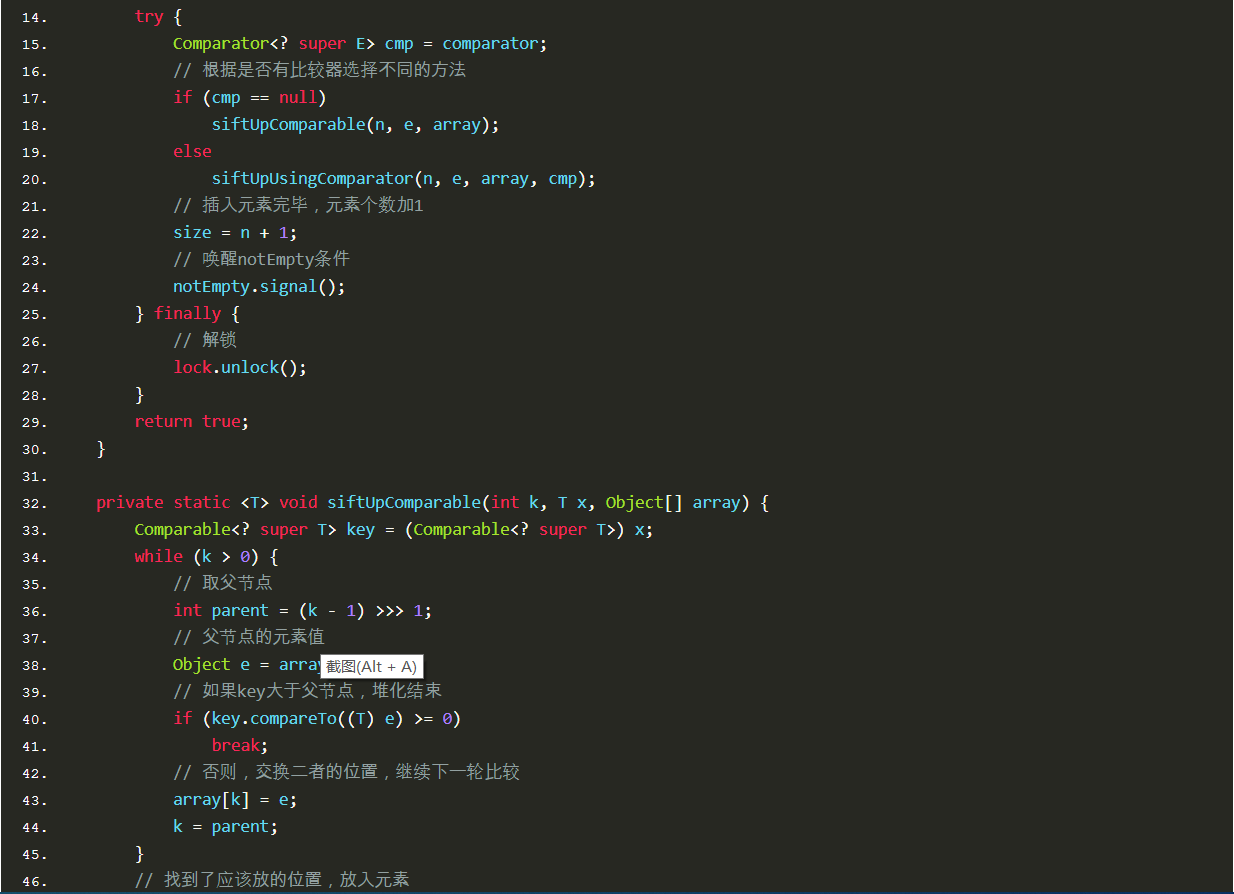 14.         try {
15.             Comparator<? super E> cmp = comparator;
16.             // 根据是否有比较器选择不同的方法
17.             if (cmp == null)
18.                 siftUpComparable(n, e, array);
19.             else
20.                 siftUpUsingComparator(n, e, array, cmp);
21.             // 插入元素完毕，元素个数加1
22.             size = n + 1;
23.             // 唤醒notEmpty条件
24.             notEmpty.signal();
25.         } finally {
26.             // 解锁
27.             lock.unlock();
28.         }
29.         return true;
30.     }
31.
32.     private static <T> void siftUpComparable(int k, T x, Object[] array) {
33.         Comparable<? super T> key = (Comparable<? super T>) x;
34.         while (k > 0) {
35.             // 取父节点
36.             int parent = (k - 1) >>> 1;
37.             // 父节点的元素值
38.             Object e = array 截图(Alt + A)
39.             // 如果key大于父节点，堆化结束
40.             if (key.compareTo((T) e) >= 0)
41.                 break;
42.             // 否则，交换二者的位置，继续下一轮比较
43.             array[k] = e;
44.             k = parent;
45.         }
46.         // 找到了应该放的位置，放入元素